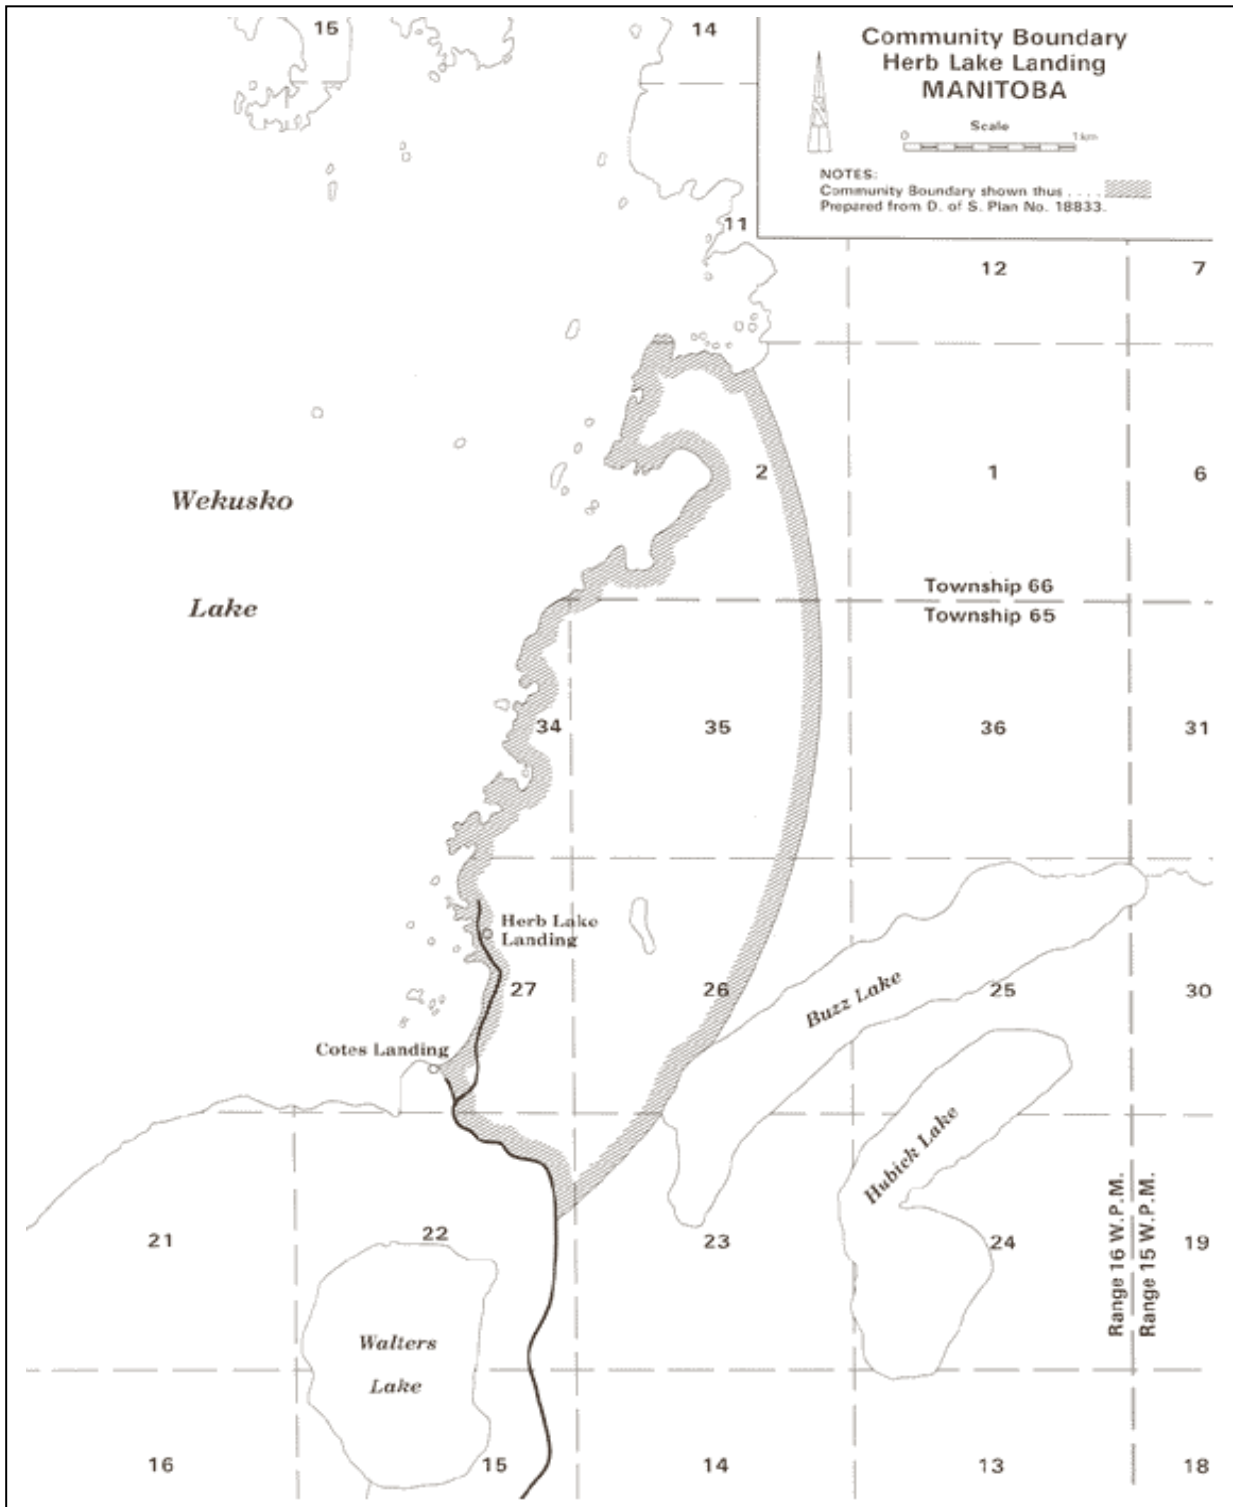 15
14
Community Boundary
Herb Lake Landing
MANITOBA
Scale
0 1 km
NOTES:
Community Boundary shown thus . . . .
Prepared from D. of S. Plan No. 18833.
11
12
7
2
1
6
Wekusko
Lake
Township 66
Township 65
34
35
36
31
Herb Lake
Landing
27
26
Buzz Lake
25
30
Cotes Landing
Hubick Lake
21
22
23
24
Range 16 W.P.M.
Range 15 W.P.M.
19
Walters
Lake
16
15
14
13
18